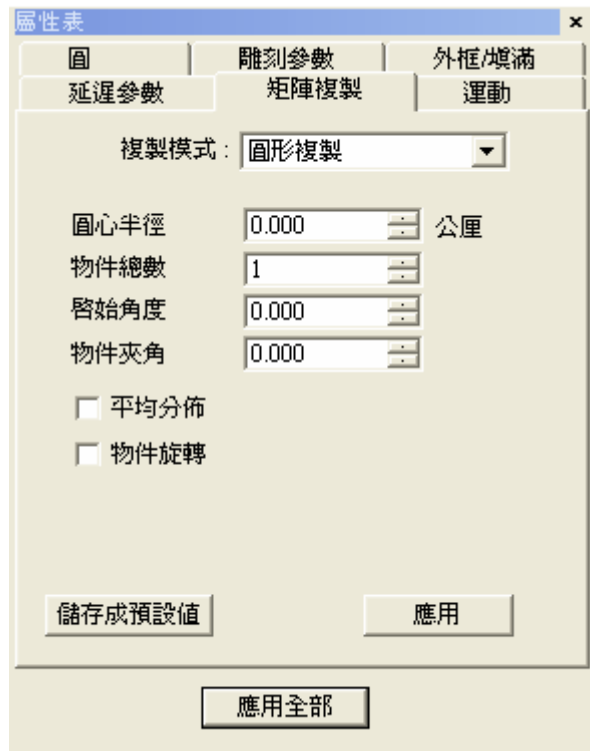 屬性表
圓 雕刻參數 外框/填滿
延遲參數 矩陣複製 運動
複製模式 : 圓形複製
圓心半徑 0.000 公厘
物件總數 1
啓始角度 0.000
物件夾角 0.000
平均分佈
物件旋轉
儲存成預設值 應用
應用全部